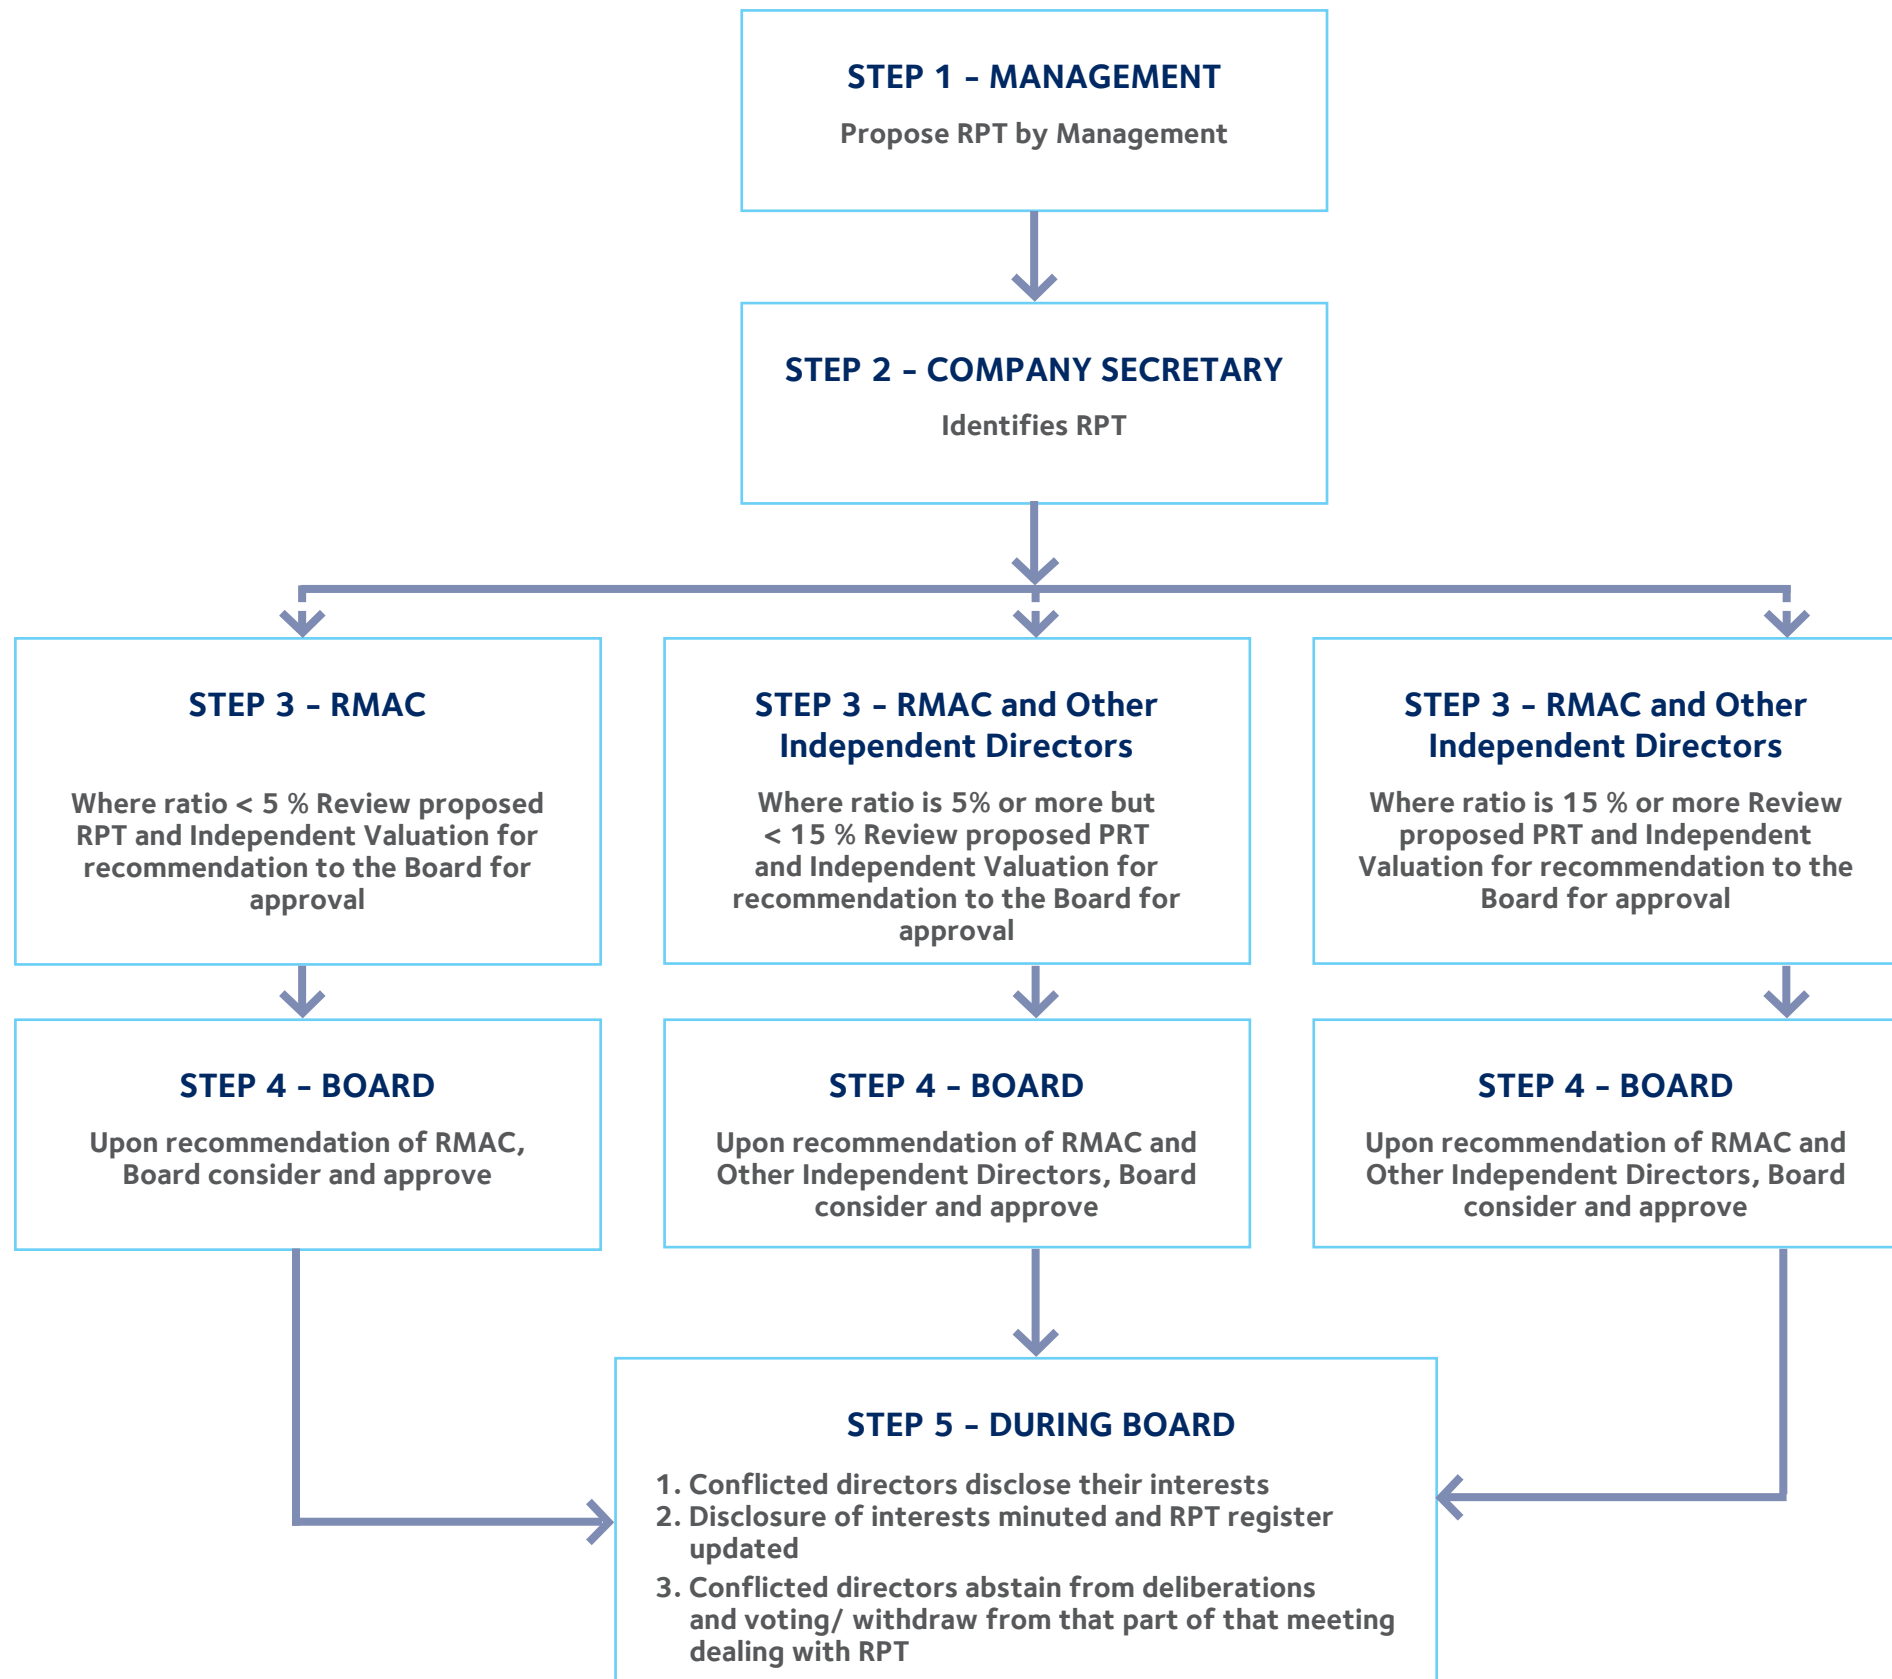 STEP 1 – MANAGEMENT
Propose RPT by Management
STEP 2 – COMPANY SECRETARY
Identifies RPT
STEP 3 – RMAC
Where ratio < 5 % Review proposed
RPT and Independent Valuation for
recommendation to the Board for
approval
STEP 3 – RMAC and Other
Independent Directors
Where ratio is 5% or more but
< 15 % Review proposed PRT
and Independent Valuation for
recommendation to the Board for
approval
STEP 3 – RMAC and Other
Independent Directors
Where ratio is 15 % or more Review
proposed PRT and Independent
Valuation for recommendation to the
Board for approval
STEP 4 – BOARD
Upon recommendation of RMAC,
Board consider and approve
STEP 4 – BOARD
Upon recommendation of RMAC and
Other Independent Directors, Board
consider and approve
STEP 4 – BOARD
Upon recommendation of RMAC and
Other Independent Directors, Board
consider and approve
STEP 5 – DURING BOARD
1. Conflicted directors disclose their interests
2. Disclosure of interests minuted and RPT register
updated
3. Conflicted directors abstain from deliberations
and voting/ withdraw from that part of that meeting
dealing with RPT